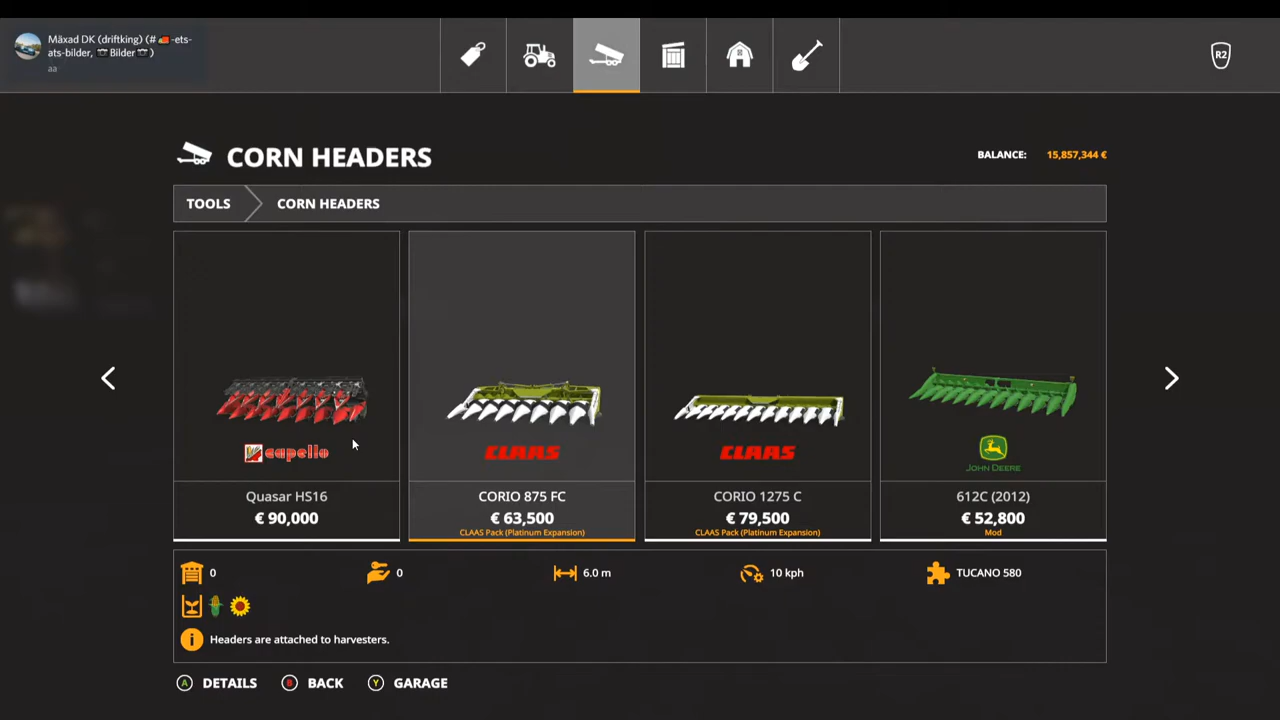 Mäxad DK (driftking) (# -ets-
ats-bilder, Bilder )
aa
R2
CORN HEADERS
BALANCE: 15,857,344 €
TOOLS CORN HEADERS
capello
Quasar HS16
€ 90,000
CLAAS
CORIO 875 FC
€ 63,500
CLAAS Pack (Platinum Expansion)
CLAAS
CORIO 1275 C
€ 79,500
CLAAS Pack (Platinum Expansion)
JOHN DEERE
612C (2012)
€ 52,800
Mod
0 0 6.0 m 10 kph TUCANO 580
i Headers are attached to harvesters.
A DETAILS B BACK Y GARAGE